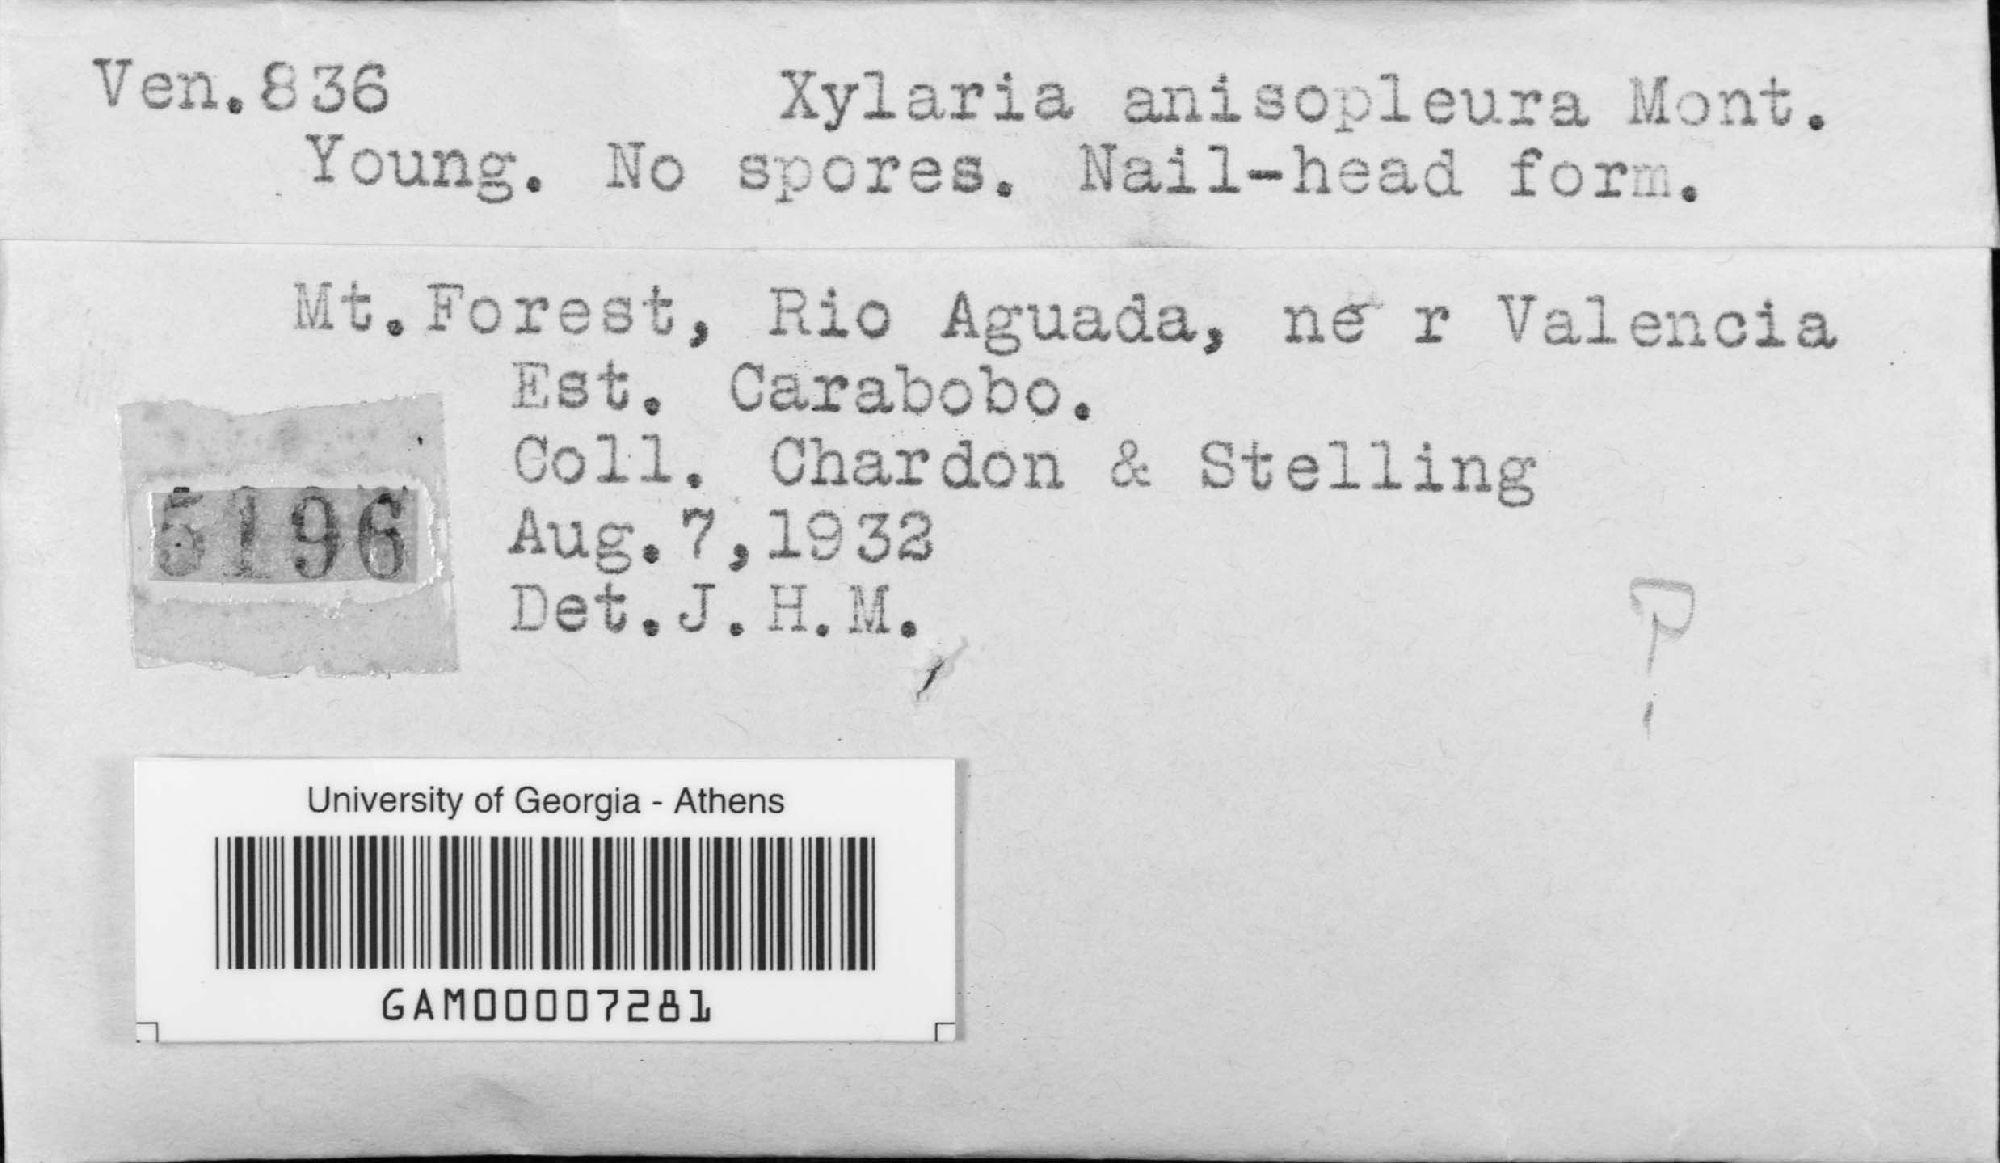 Ven.836 Xylaria anisopleura Mont.
Young. No spores. Nail-head form.
Mt.Forest, Rio Aguada, ne r Valencia
Est. Carabobo.
Coll. Chardon & Stelling
Aug.7,1932
Det.J.H.M.
5196
P
University of Georgia - Athens
GAM00007281